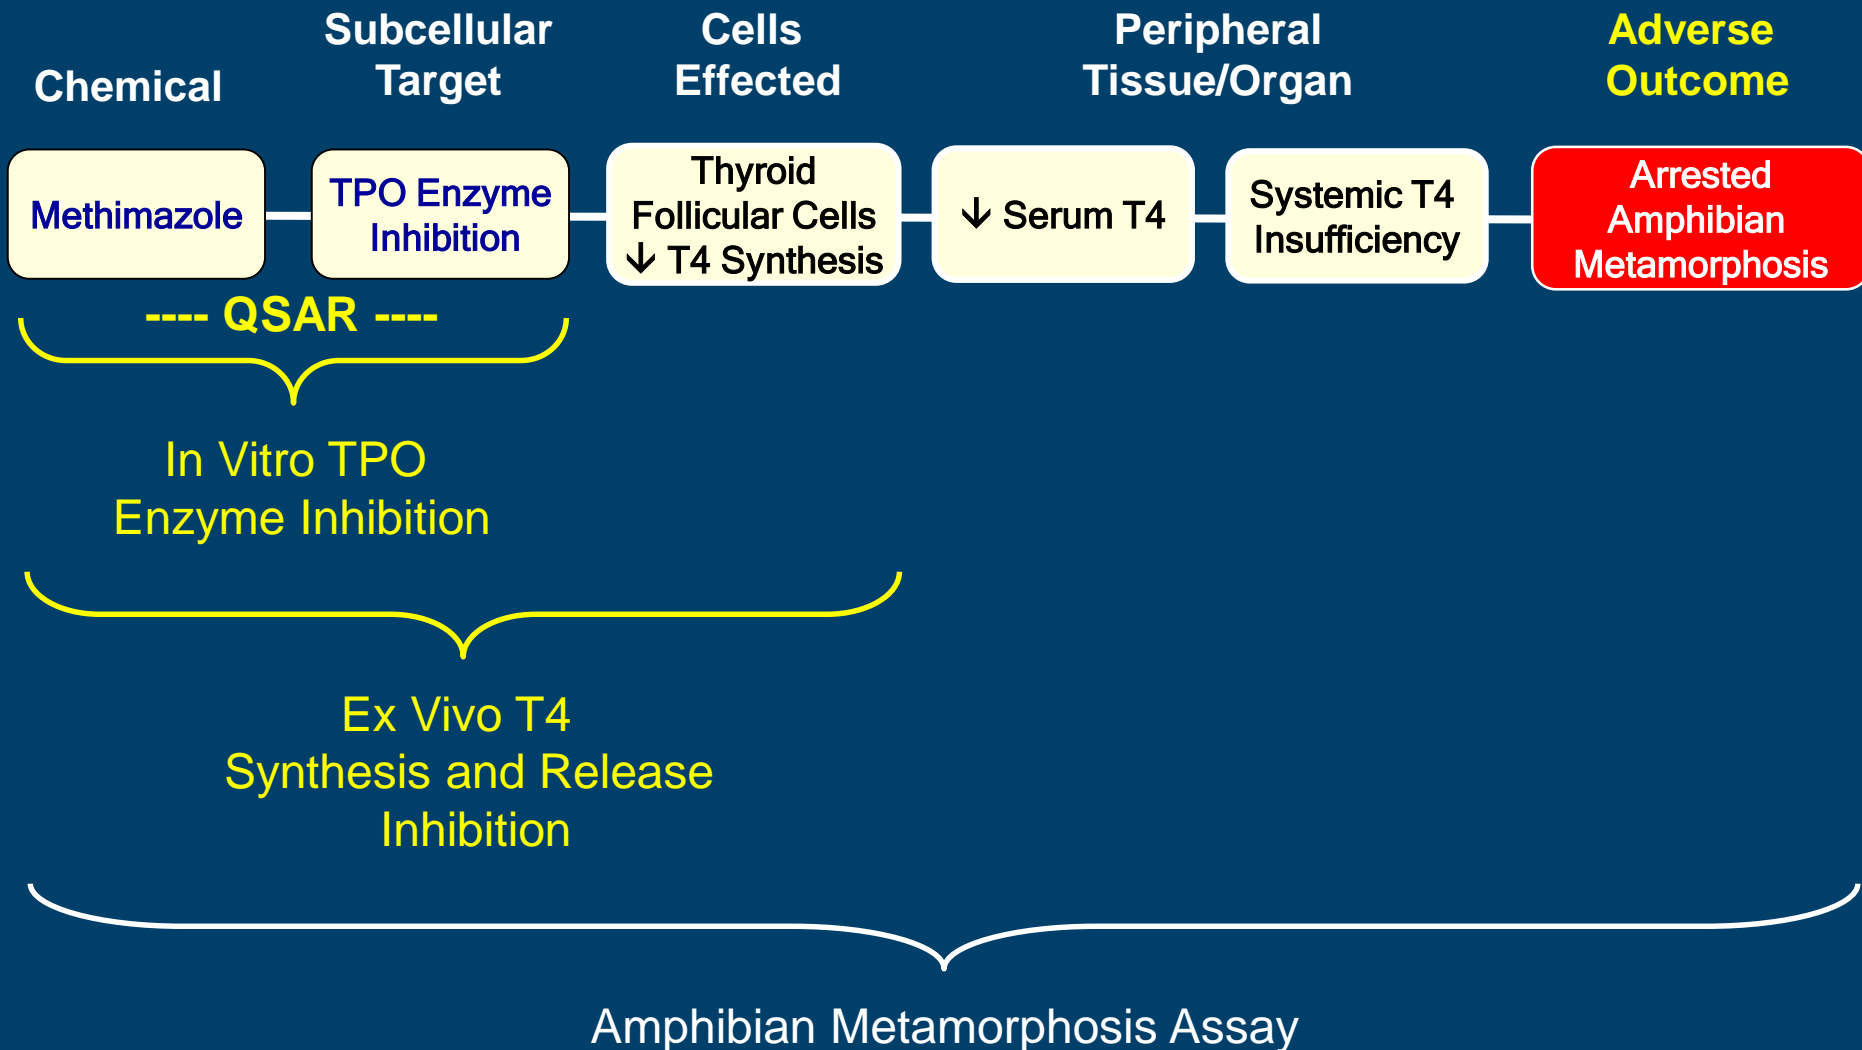 Chemical
Subcellular
Target
Cells
Effected
Peripheral
Tissue/Organ
Adverse
Outcome
Methimazole
TPO Enzyme
Inhibition
Thyroid
Follicular Cells
↓ T4 Synthesis
↓ Serum T4
Systemic T4
Insufficiency
Arrested
Amphibian
Metamorphosis
---- QSAR ----
In Vitro TPO
Enzyme Inhibition
Ex Vivo T4
Synthesis and Release
Inhibition
Amphibian Metamorphosis Assay